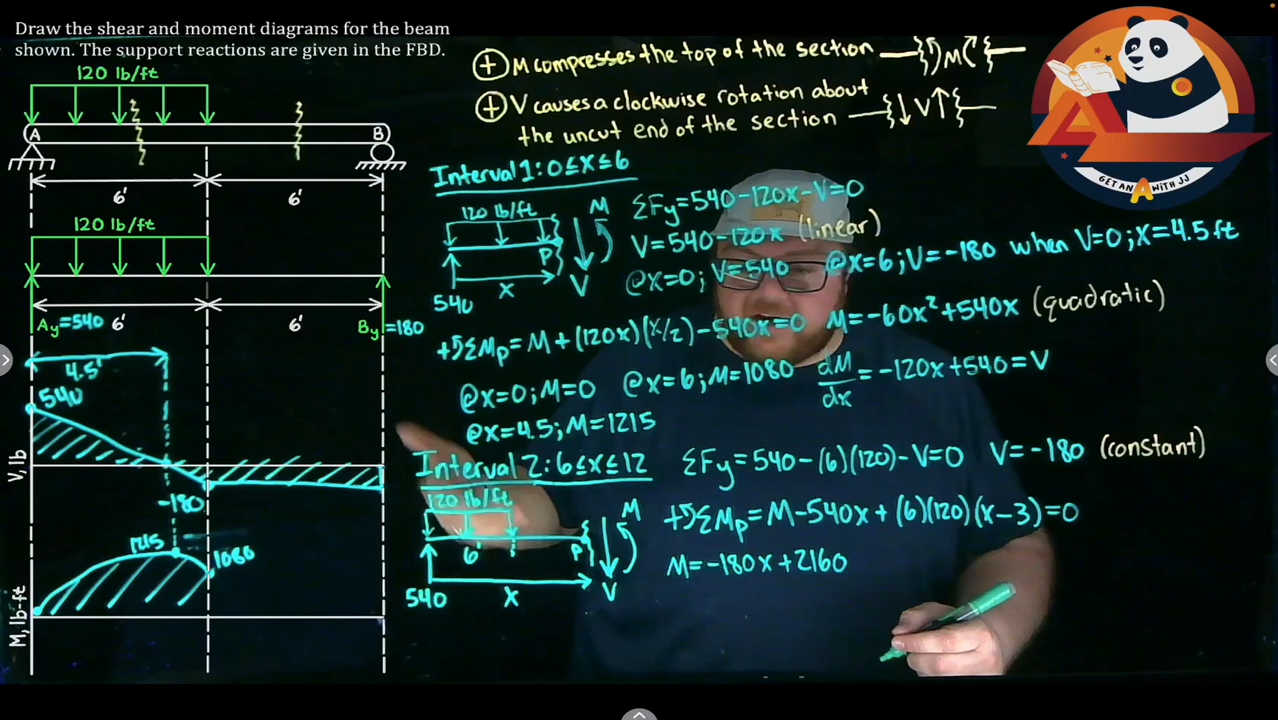 Draw the shear and moment diagrams for the beam
shown. The support reactions are given in the FBD.
120 lb/ft
A
B
6'
6'
120 lb/ft
Ay=540
6'
6'
By=180
4.5'
540
V, lb
-180
1215
1080
M, lb-ft
⊕ M compresses the top of the section
M
⊕ V causes a clockwise rotation about
the uncut end of the section
V
GET AN A WITH JJ
Interval 1: 0≤x≤6
120 lb/ft
M
P
V
x
540
ΣFy=540-120x-V=0
V=540-120x (linear)
@x=0; V=540 @x=6; V=-180 when V=0; x=4.5 ft
+↺ΣMp=M+(120x)(x/2)-540x=0 M=-60x²+540x (quadratic)
@x=0; M=0 @x=6; M=1080 dM/dx=-120x+540=V
@x=4.5; M=1215
Interval 2: 6≤x≤12 ΣFy=540-(6)(120)-V=0 V=-180 (constant)
120 lb/ft
M
6'
P
V
540
x
+↺ΣMp=M-540x+(6)(120)(x-3)=0
M=-180x+2160